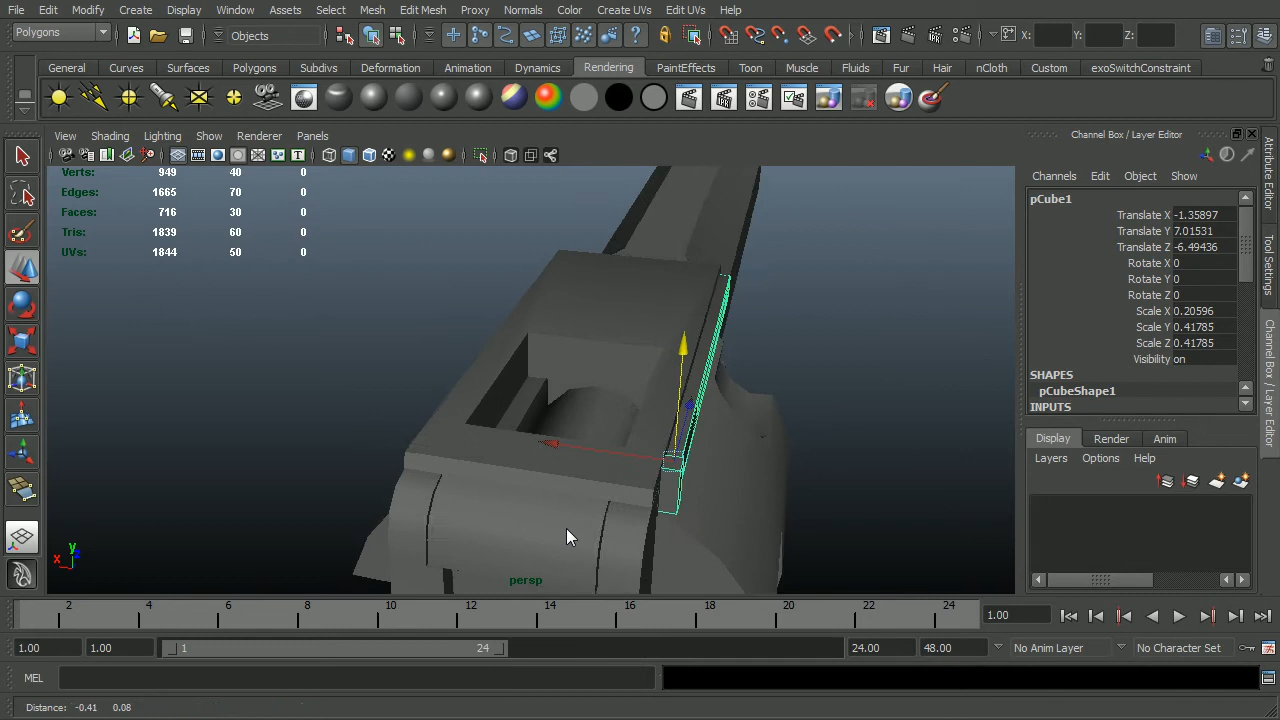 File Edit Modify Create Display Window Assets Select Mesh Edit Mesh Proxy Normals Color Create UVs Edit UVs Help
Polygons Objects X: Y: Z:
General Curves Surfaces Polygons Subdivs Deformation Animation Dynamics Rendering PaintEffects Toon Muscle Fluids Fur Hair nCloth Custom exoSwitchConstraint
View Shading Lighting Show Renderer Panels
Channel Box / Layer Editor
Verts: 949 40 0
Edges: 1665 70 0
Faces: 716 30 0
Tris: 1839 60 0
UVs: 1844 50 0
Channels Edit Object Show
pCube1
Translate X -1.35897
Translate Y 7.01531
Translate Z -6.49436
Rotate X 0
Rotate Y 0
Rotate Z 0
Scale X 0.20596
Scale Y 0.41785
Scale Z 0.41785
Visibility on
SHAPES
pCubeShape1
INPUTS
Display Render Anim
Layers Options Help
Attribute Editor
Tool Settings
Channel Box / Layer Editor
y
x z
persp
2 4 6 8 10 12 14 16 18 20 22 24
1.00
1.00 1.00 1 24 24.00 48.00 No Anim Layer No Character Set
MEL
Distance: -0.41 0.08